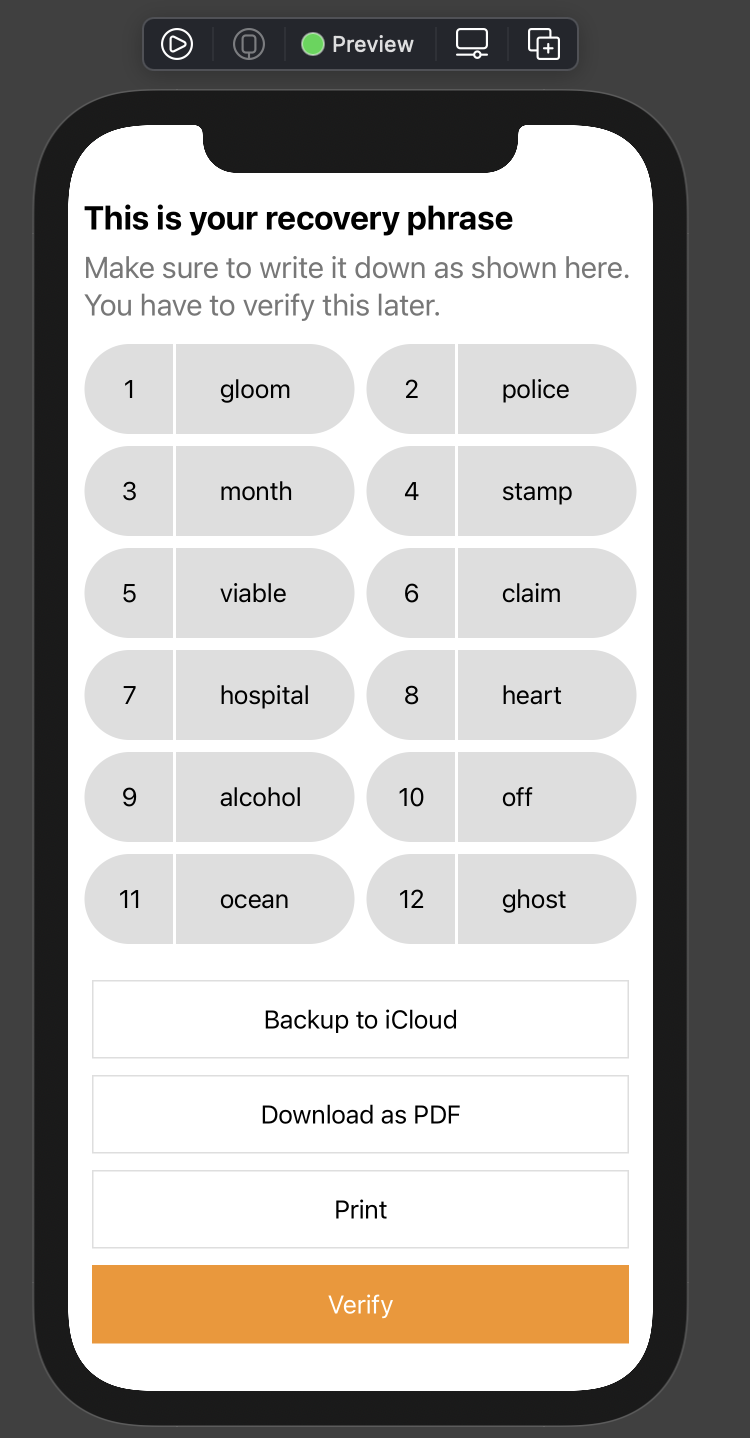 Preview
This is your recovery phrase
Make sure to write it down as shown here.
You have to verify this later.
1 gloom 2 police
3 month 4 stamp
5 viable 6 claim
7 hospital 8 heart
9 alcohol 10 off
11 ocean 12 ghost
Backup to iCloud
Download as PDF
Print
Verify